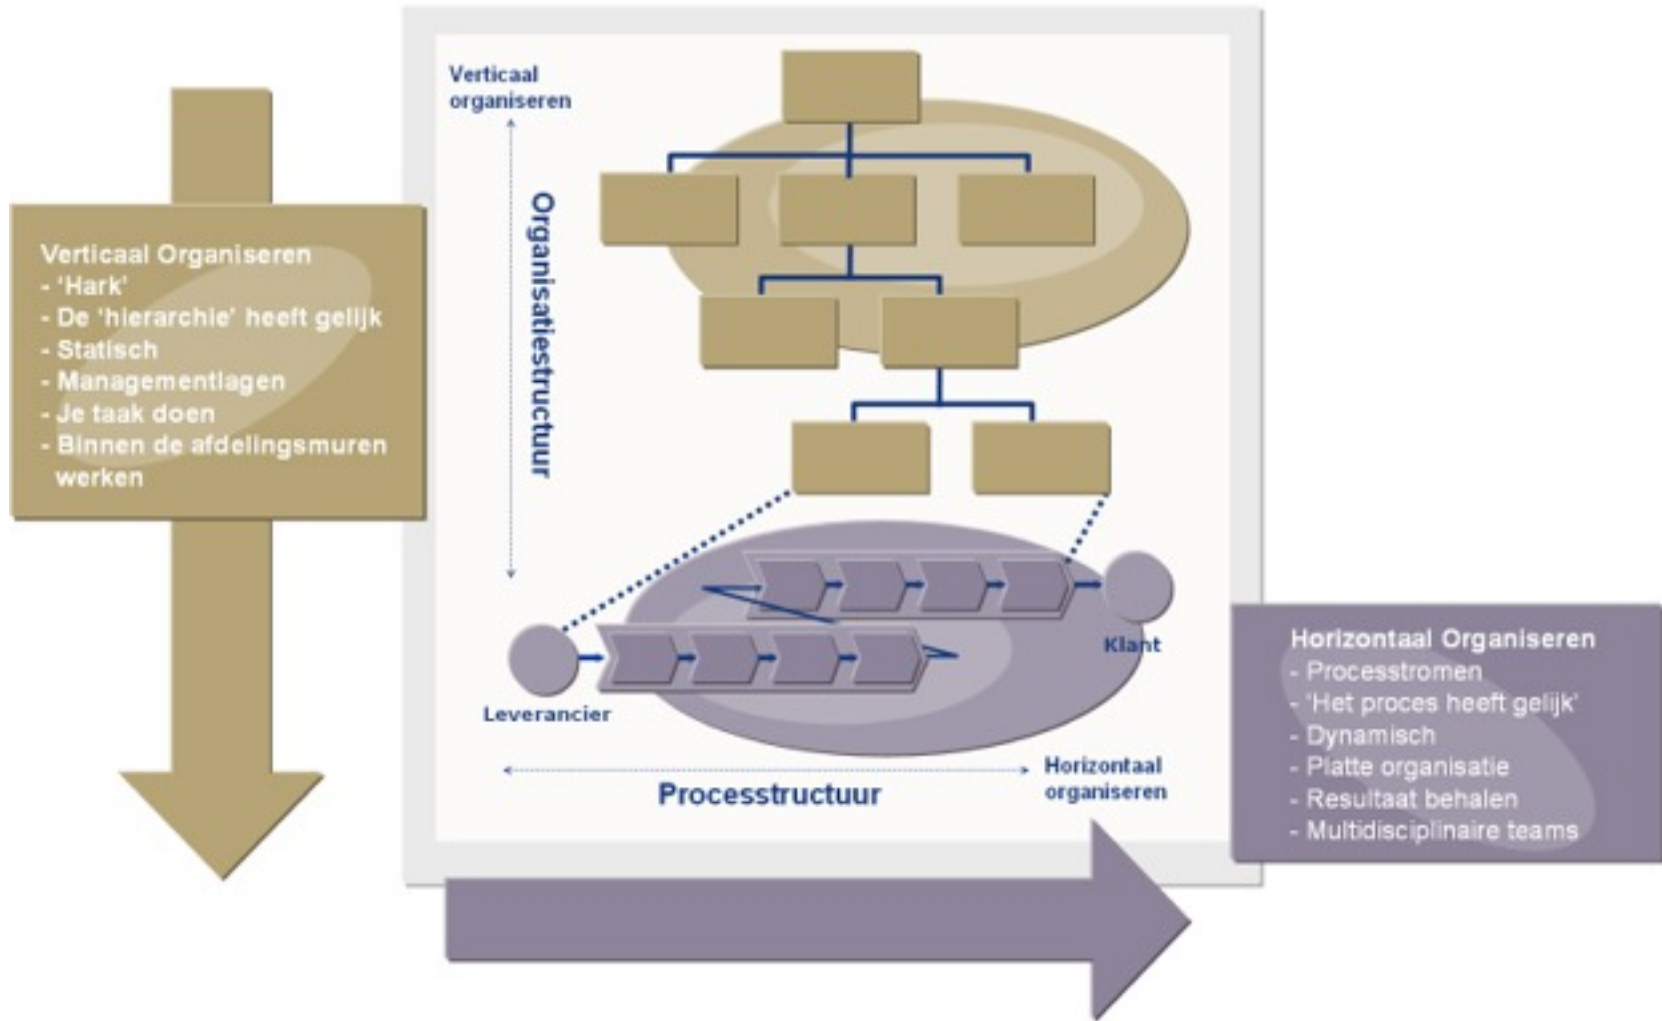 Verticaal
organiseren
Organisatiestructuur
Verticaal Organiseren
- ‘Hark’
- De ‘hierarchie’ heeft gelijk
- Statisch
- Managementlagen
- Je taak doen
- Binnen de afdelingsmuren
werken
Klant
Leverancier
Horizontaal
organiseren
Processtructuur
Horizontaal Organiseren
- Processtromen
- ‘Het proces heeft gelijk’
- Dynamisch
- Platte organisatie
- Resultaat behalen
- Multidisciplinaire teams